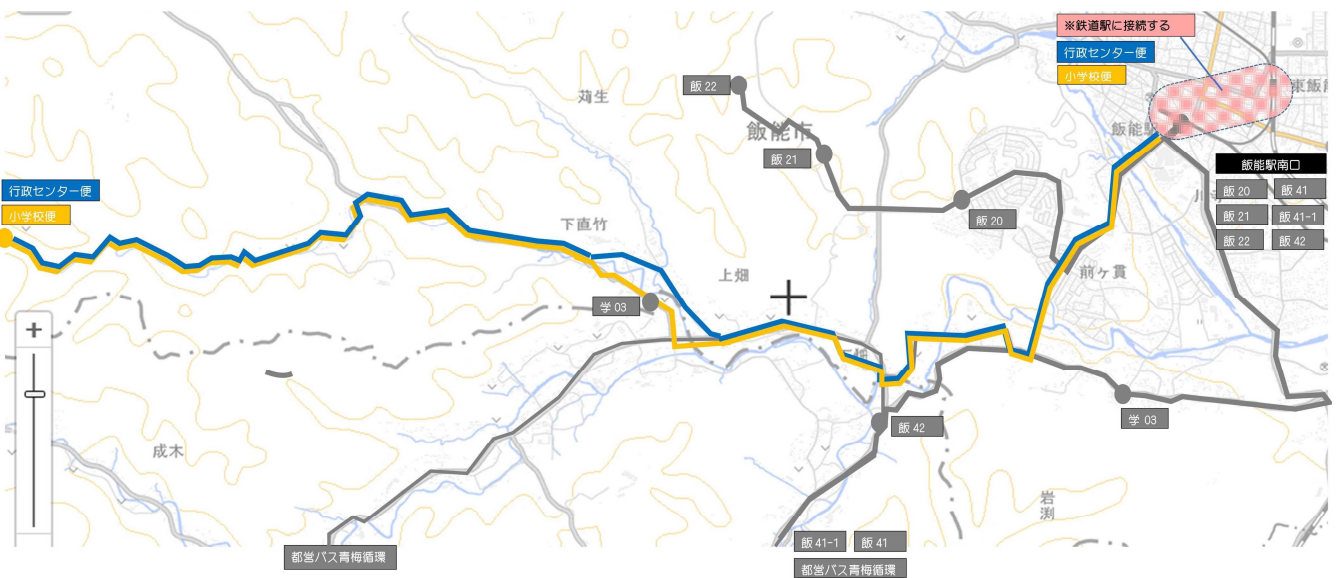 ※鉄道駅に接続する
行政センター便
小学校便
飯 22
苅生
飯能市
飯 21
飯能駅
飯能駅南口
飯 20
飯 41
飯 21
飯 41-1
飯 22
飯 42
行政センター便
小学校便
下直竹
飯 20
上畑
前ヶ貫
学 03
+
飯 42
学 03
成木
岩
渕
都営バス青梅循環
飯 41-1
飯 41
都営バス青梅循環